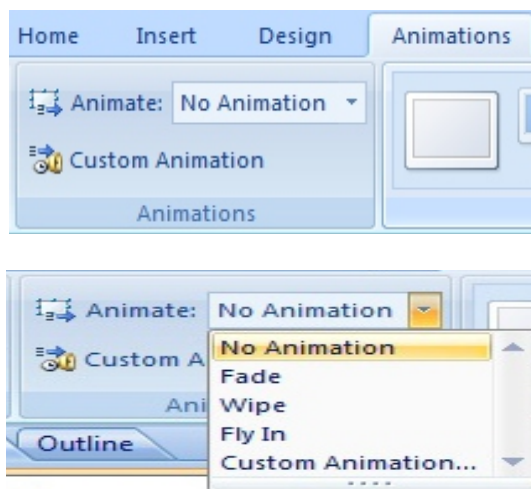 Home Insert Design Animations
Animate: No Animation
Custom Animation
Animations
Animate: No Animation
No Animation
Custom A
Fade
Ani
Wipe
Fly In
Outline
Custom Animation...